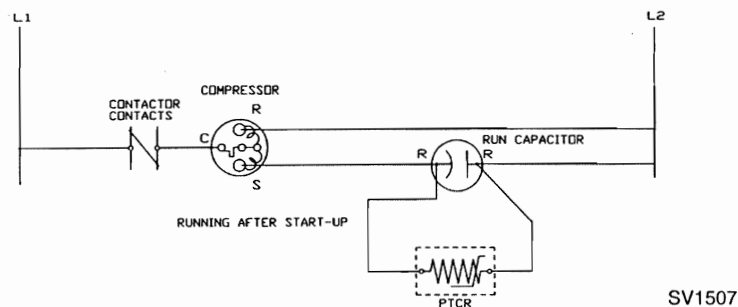 L1
L2
COMPRESSOR
CONTACTOR
CONTACTS
R
C
RUN CAPACITOR
R
R
S
RUNNING AFTER START-UP
PTCR
SV1507